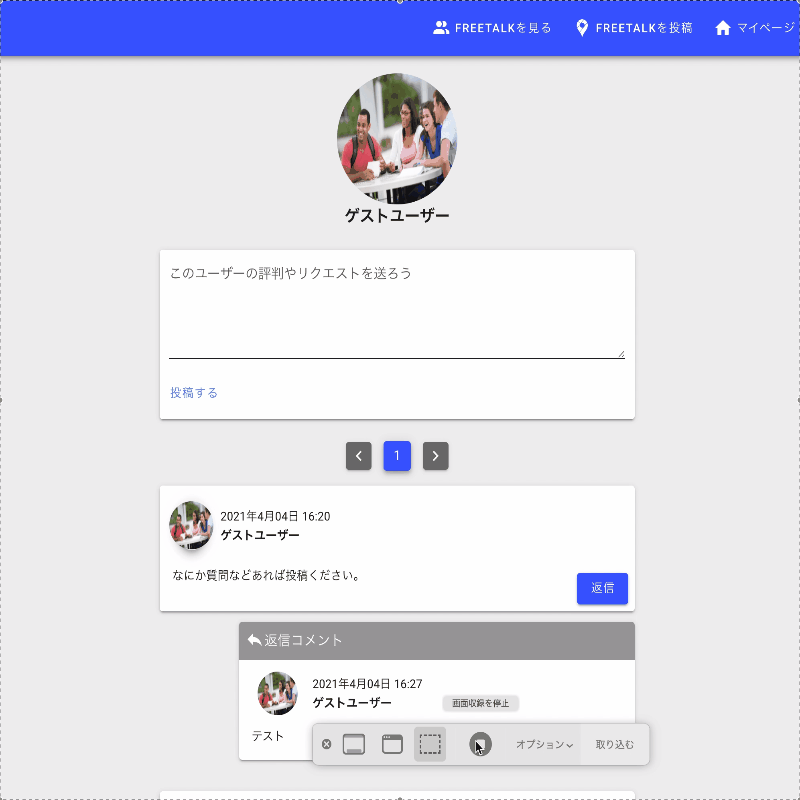 FREETALKを見る FREETALKを投稿 マイページ
ゲストユーザー
このユーザーの評判やリクエストを送ろう
投稿する
1
2021年4月04日 16:20
ゲストユーザー
なにか質問などあれば投稿ください。
返信
返信コメント
2021年4月04日 16:27
ゲストユーザー
画面収録を停止
テスト
オプション 取り込む